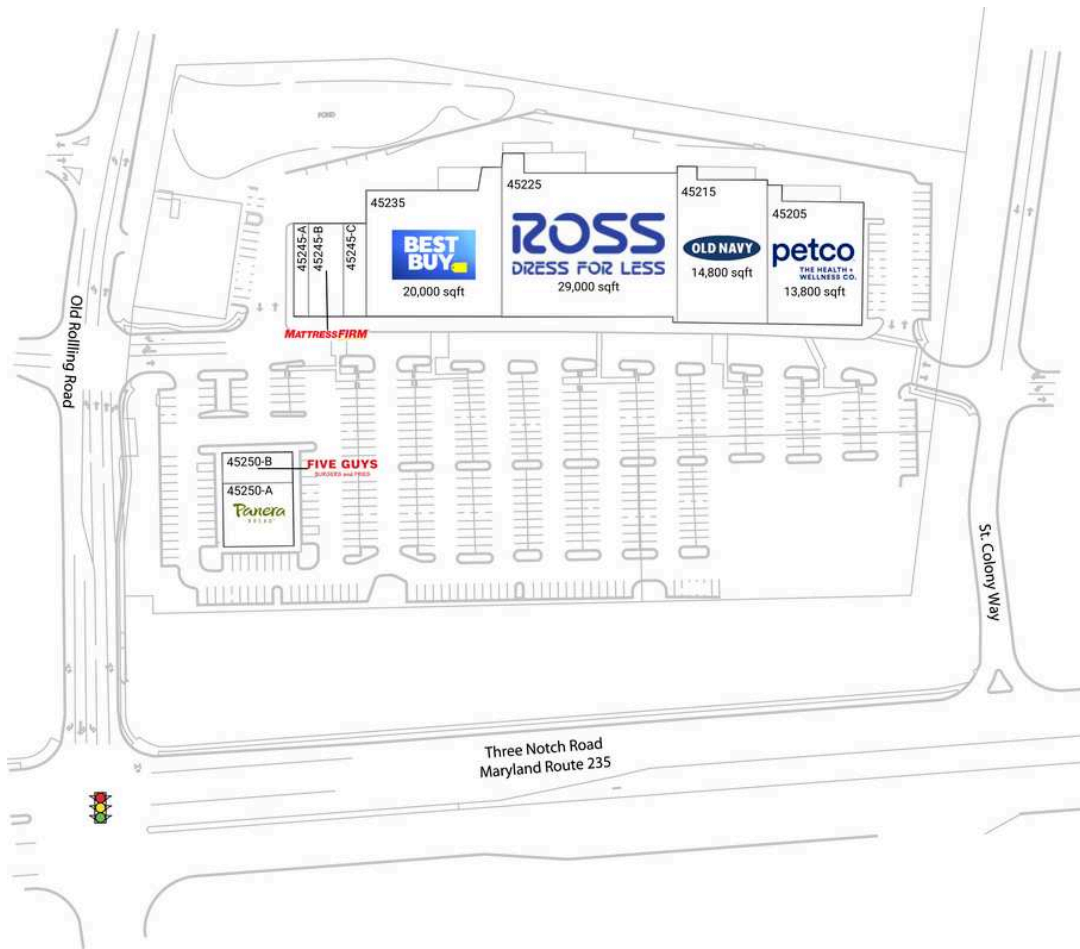 POND
45225
45215
45235
45205
45245-A
45245-B
45245-C
BEST
BUY
20,000 sqft
ROSS
DRESS FOR LESS
29,000 sqft
OLD NAVY
14,800 sqft
petco
THE HEALTH +
WELLNESS CO.
13,800 sqft
MATTRESSFIRM
Old Rollling Road
45250-B
FIVE GUYS
BURGERS and FRIES
45250-A
Panera
BREAD
St. Colony Way
Three Notch Road
Maryland Route 235